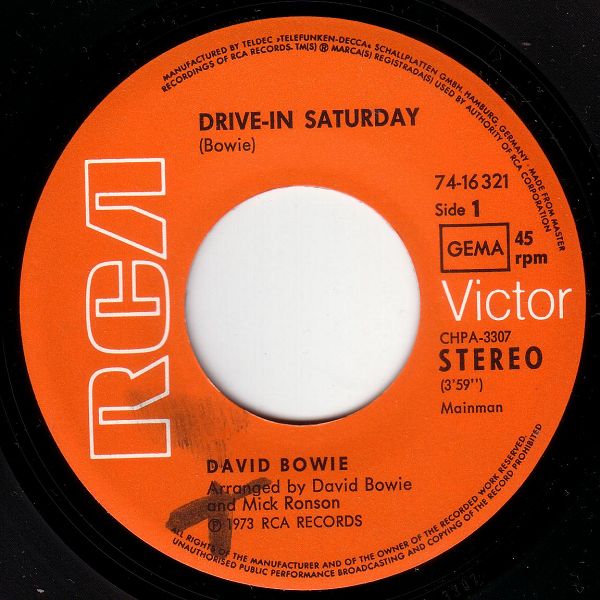 MANUFACTURED BY TELDEC »TELEFUNKEN-DECCA« SCHALLPLATTEN GMBH, HAMBURG, GERMANY · MADE FROM MASTER
RECORDINGS OF RCA RECORDS. TM(S) ® MARCA(S) REGISTRADA(S) USED BY AUTHORITY OF RCA CORPORATION
DRIVE-IN SATURDAY
(Bowie)
74-16 321
Side 1
GEMA
45
rpm
RCA
Victor
CHPA-3307
STEREO
(3'59'')
Mainman
DAVID BOWIE
Arranged by David Bowie
and Mick Ronson
℗ 1973 RCA RECORDS
ALL RIGHTS OF THE MANUFACTURER AND OF THE OWNER OF THE RECORDED WORK RESERVED.
UNAUTHORISED PUBLIC PERFORMANCE BROADCASTING AND COPYING OF THE RECORD PROHIBITED